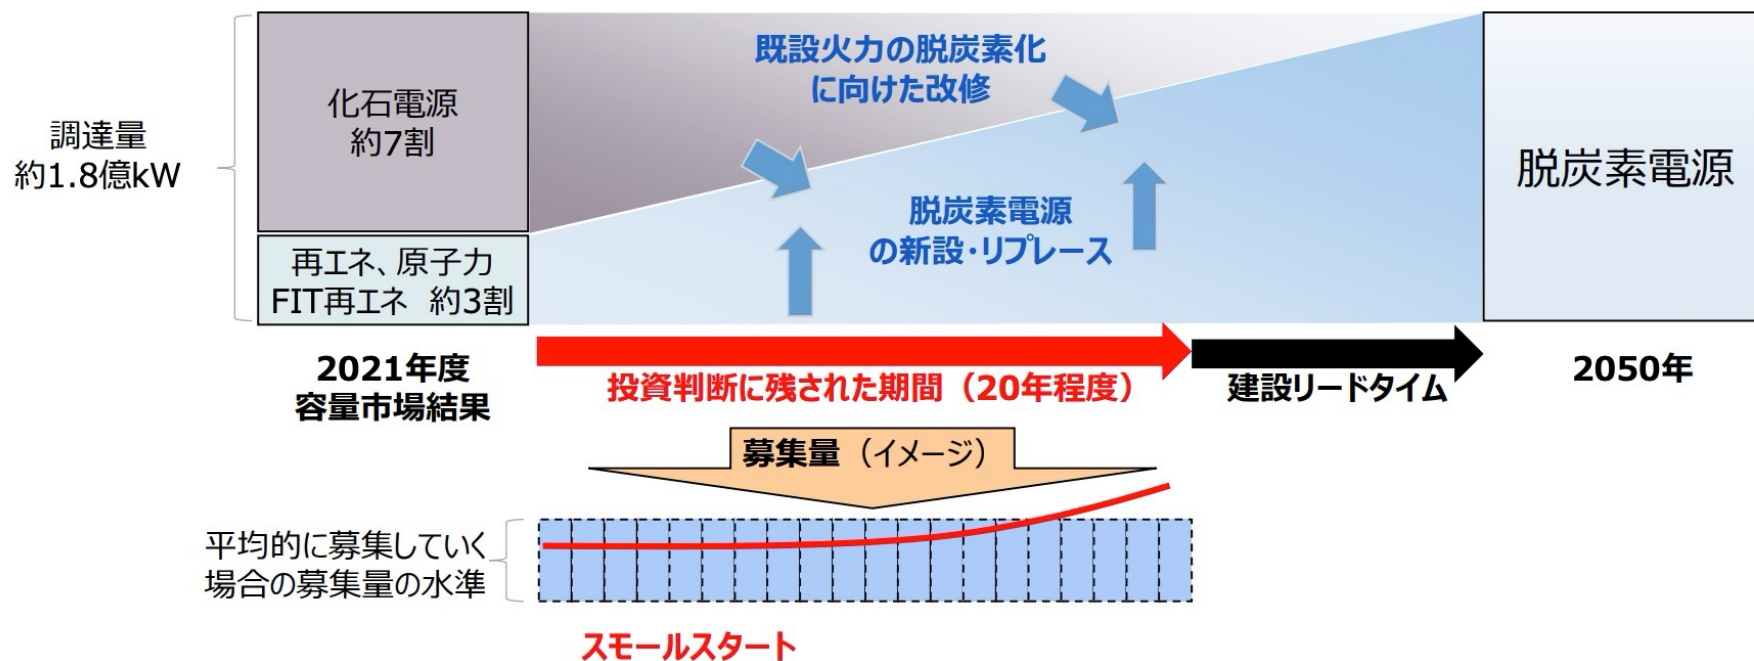 調達量
約1.8億kW
化石電源
約7割
再エネ、原子力
FIT再エネ 約3割
2021年度
容量市場結果
既設火力の脱炭素化
に向けた改修
脱炭素電源
の新設・リプレース
脱炭素電源
2050年
投資判断に残された期間（20年程度）
建設リードタイム
募集量（イメージ）
平均的に募集していく
場合の募集量の水準
スモールスタート